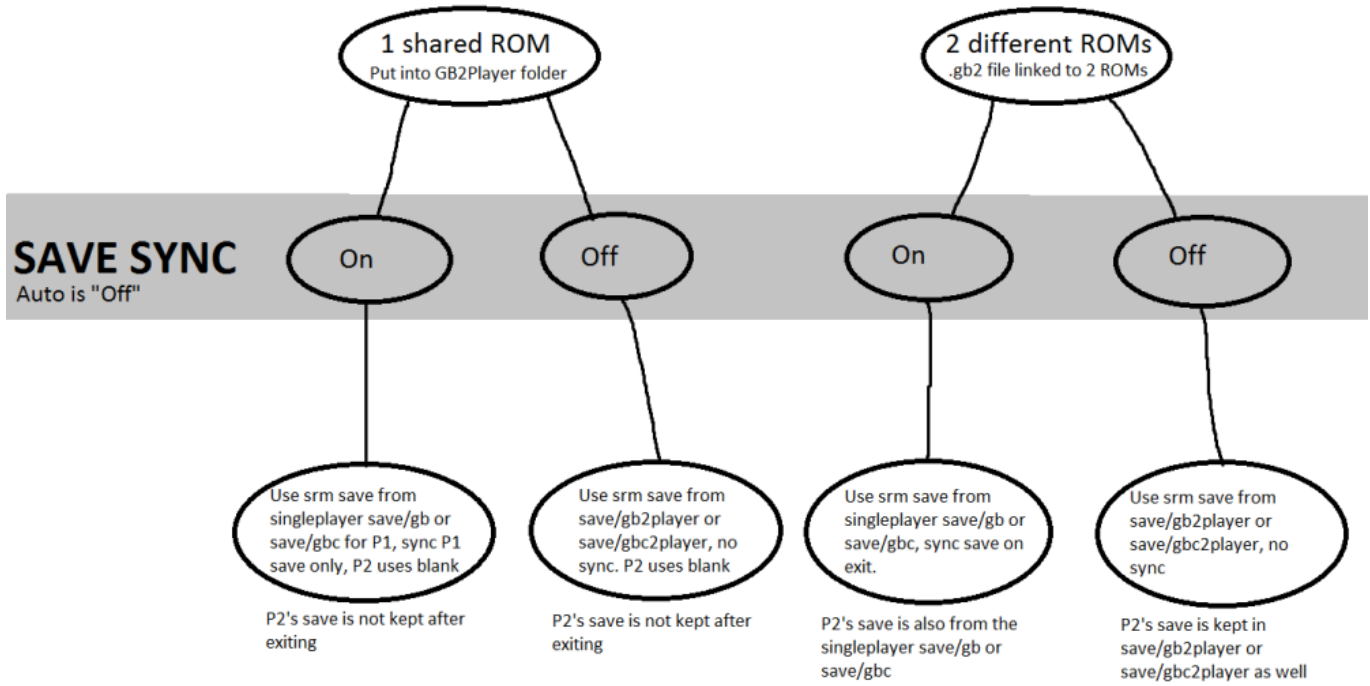 1 shared ROM
Put into GB2Player folder
2 different ROMs
.gb2 file linked to 2 ROMs
SAVE SYNC
Auto is "Off"
On
Off
On
Off
Use srm save from
singleplayer save/gb or
save/gbc for P1, sync P1
save only, P2 uses blank
P2's save is not kept after
exiting
Use srm save from
save/gb2player or
save/gbc2player, no
sync. P2 uses blank
P2's save is not kept after
exiting
Use srm save from
singleplayer save/gb or
save/gbc, sync save on
exit.
P2's save is also from the
singleplayer save/gb or
save/gbc
Use srm save from
save/gb2player or
save/gbc2player, no
sync
P2's save is kept in
save/gb2player or
save/gbc2player as well